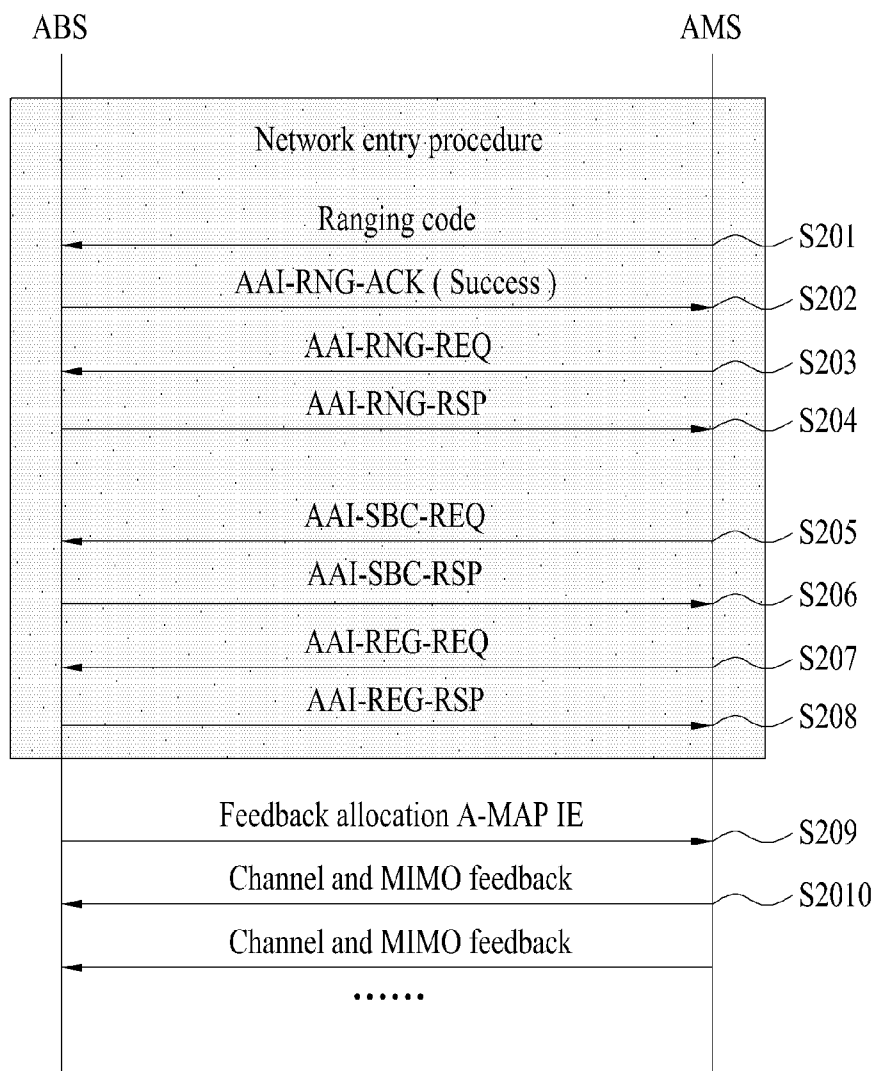 ABS AMS
Network entry procedure
Ranging code
S201
AAI-RNG-ACK ( Success )
S202
AAI-RNG-REQ
S203
AAI-RNG-RSP
S204
AAI-SBC-REQ
S205
AAI-SBC-RSP
S206
AAI-REG-REQ
S207
AAI-REG-RSP
S208
Feedback allocation A-MAP IE
S209
Channel and MIMO feedback
S2010
Channel and MIMO feedback
......